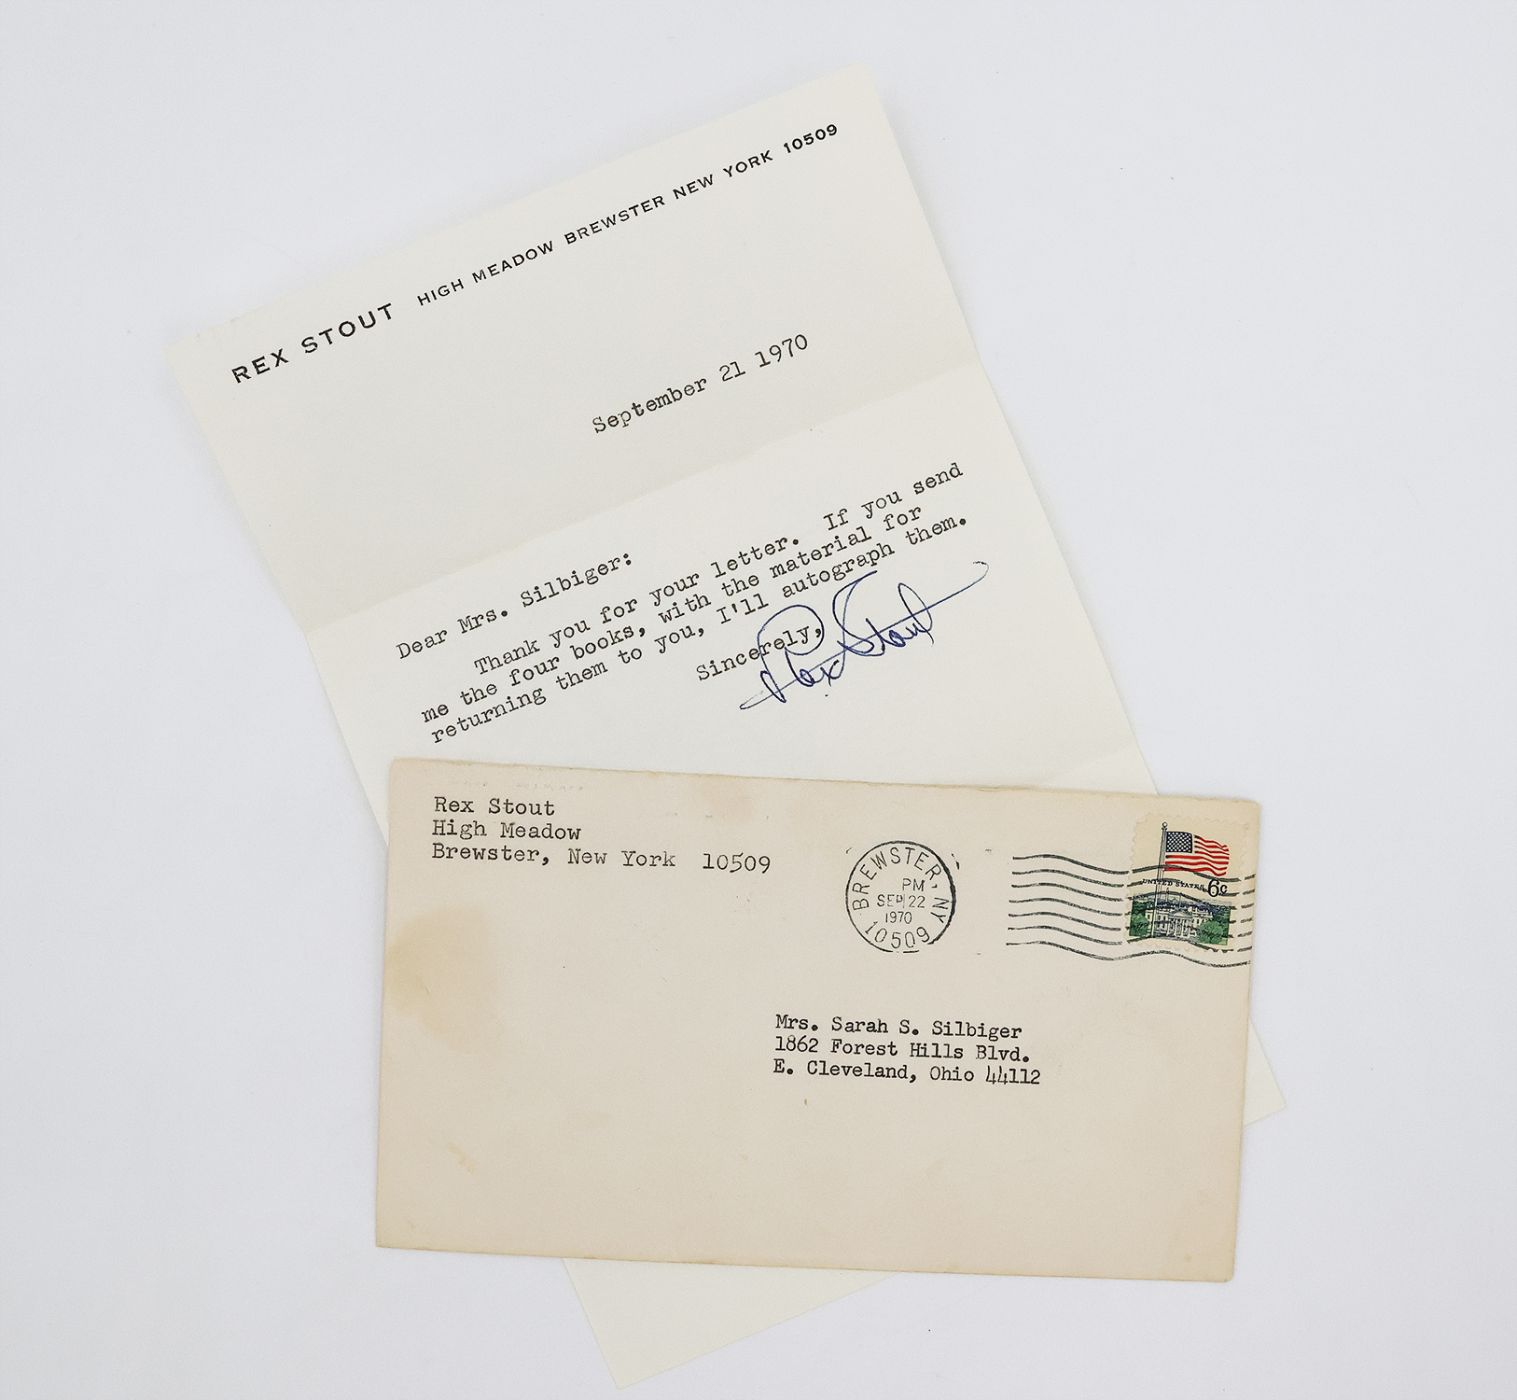 REX STOUT HIGH MEADOW BREWSTER NEW YORK 10509
September 21 1970
Dear Mrs. Silbiger:
Thank you for your letter. If you send
me the four books, with the material for
returning them to you, I'll autograph them.
Sincerely,
Rex Stout
Rex Stout
High Meadow
Brewster, New York 10509
BREWSTER, NY
PM
SEP 22
1970
10509
UNITED STATES 6c
Mrs. Sarah S. Silbiger
1862 Forest Hills Blvd.
E. Cleveland, Ohio 44112